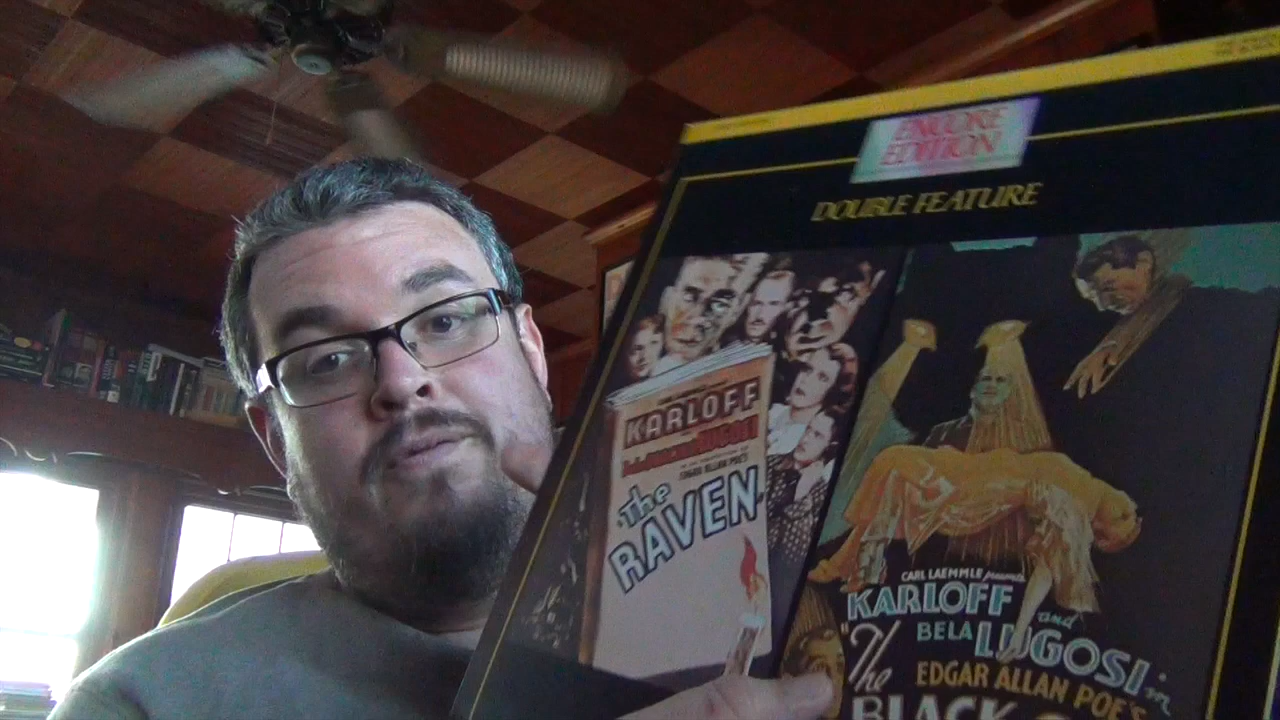 ENCORE
EDITION
DOUBLE FEATURE
KARLOFF
LUGOSI
EDGAR ALLAN POE'S
The
RAVEN
CARL LAEMMLE presents
KARLOFF
and
BELA LUGOSI in
"The
EDGAR ALLAN POE'S
BLACK